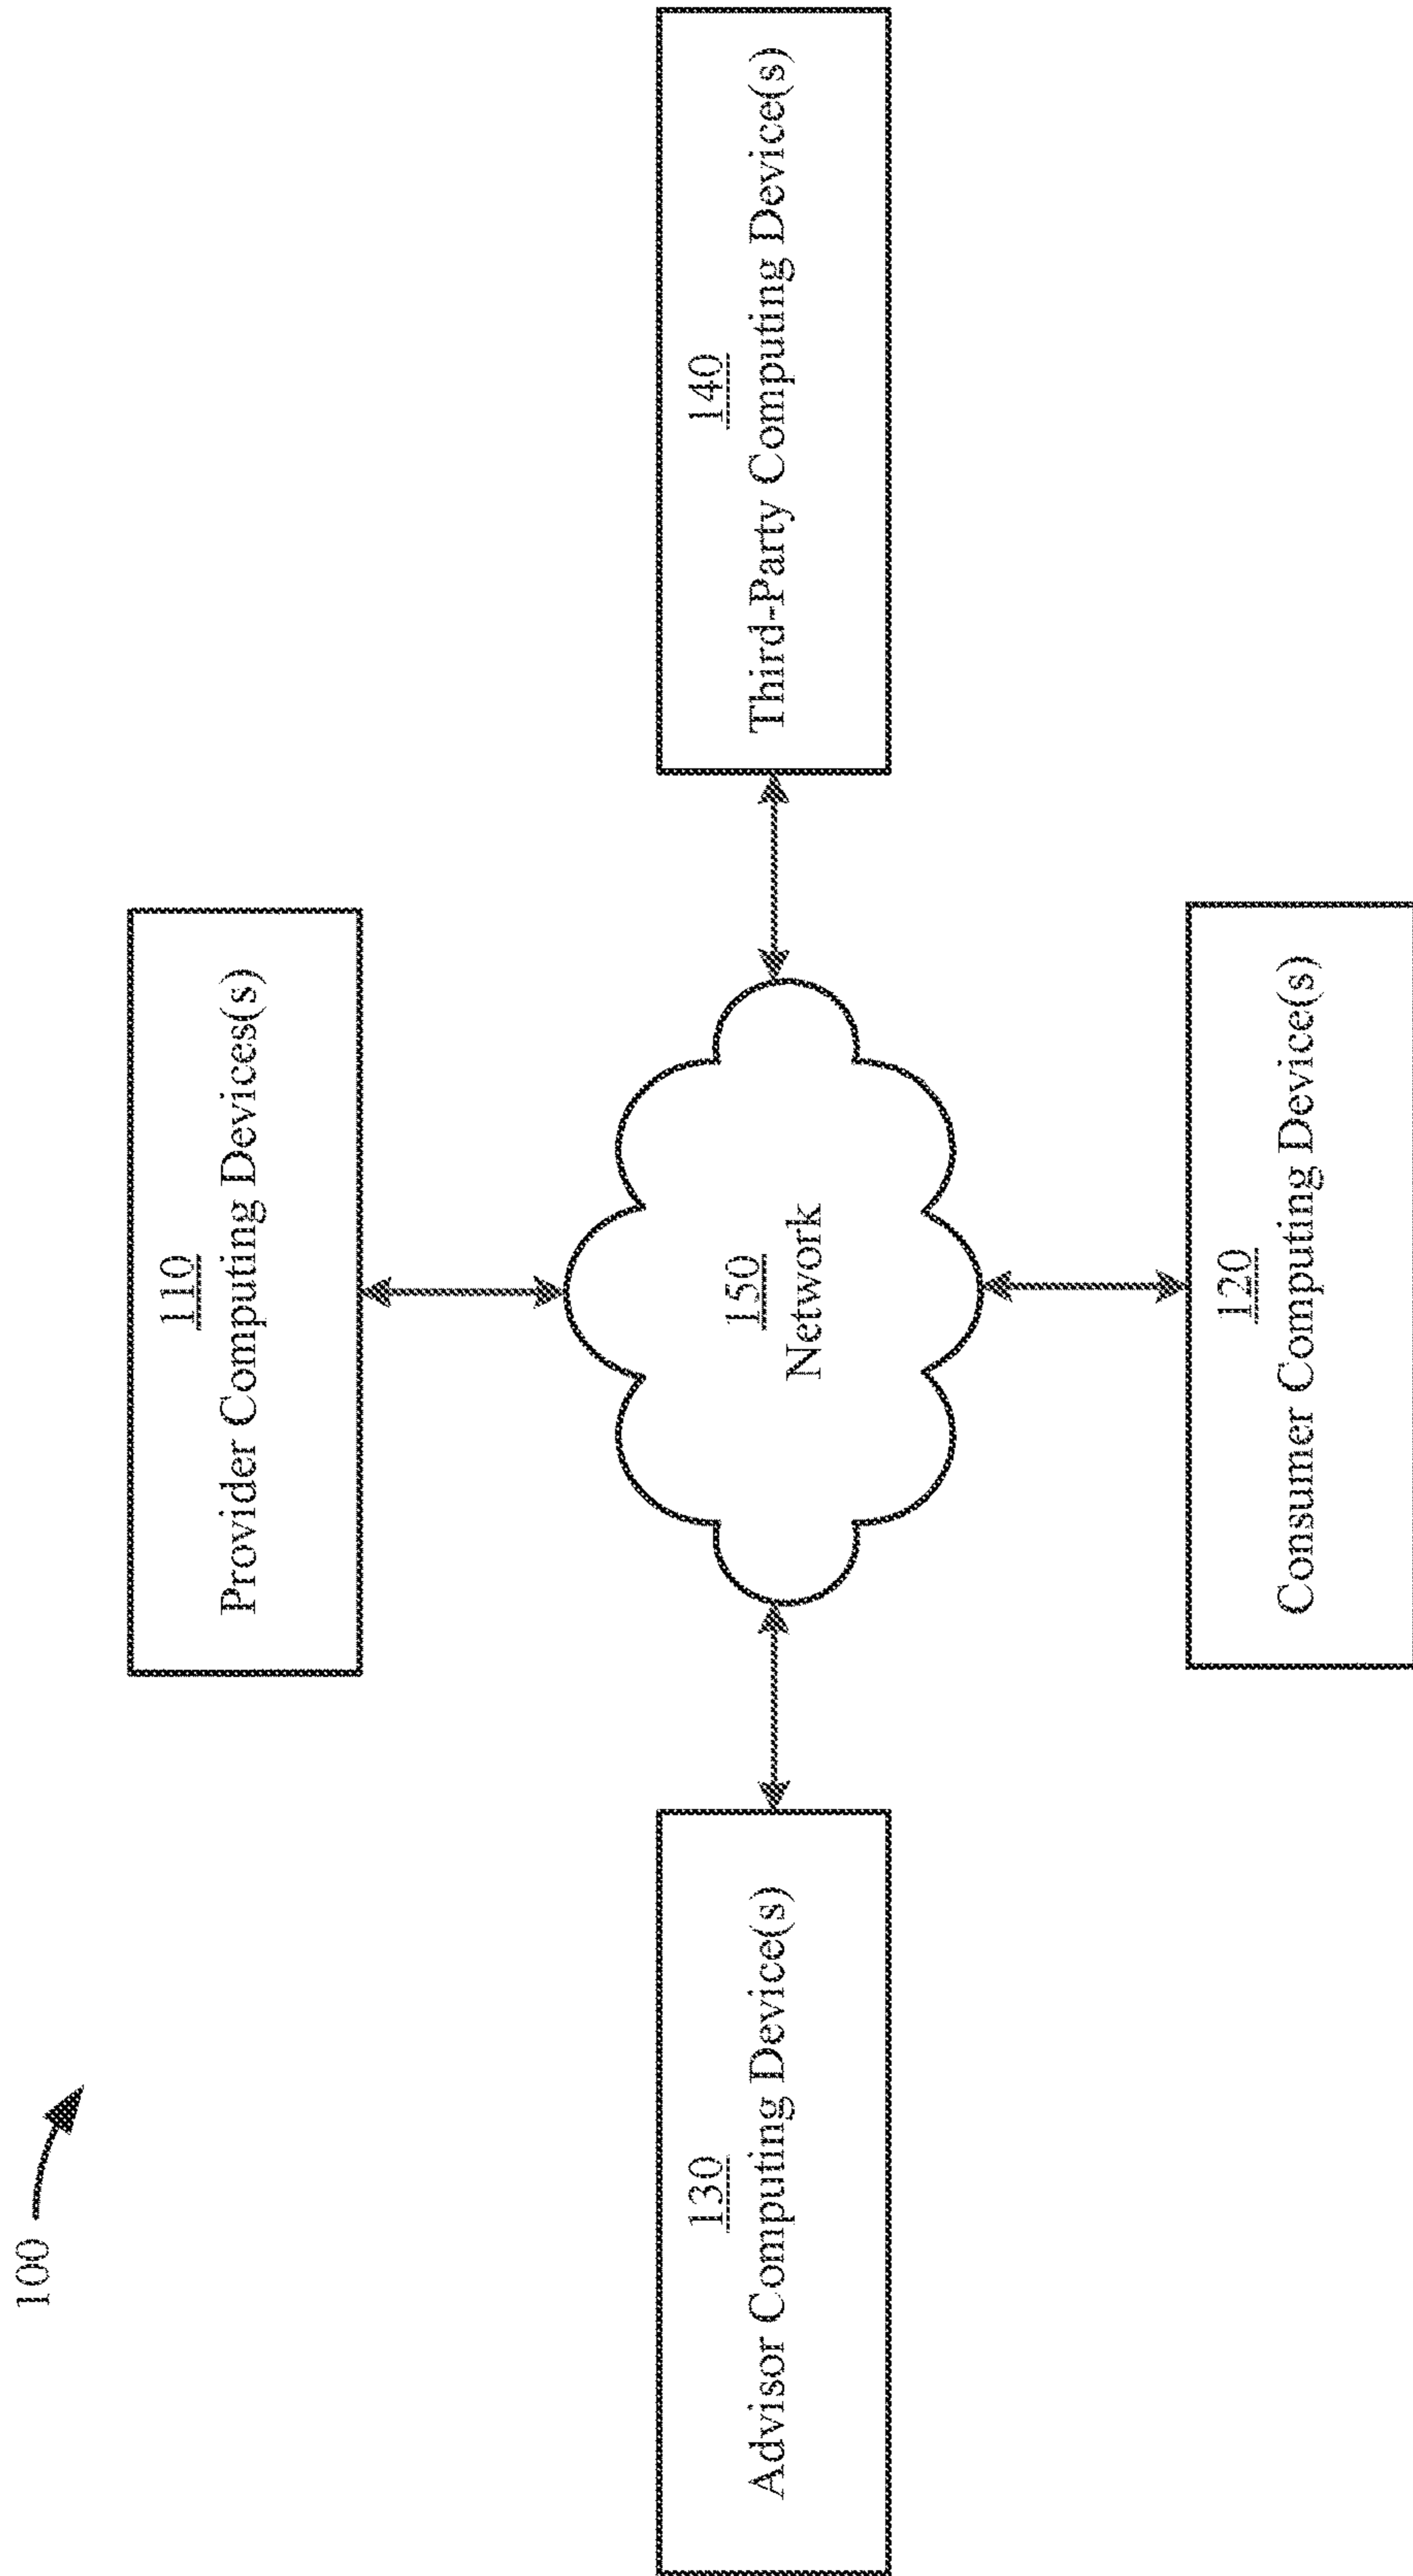 100
110
Provider Computing Devices(s)
130
Advisor Computing Device(s)
150
Network
140
Third-Party Computing Device(s)
120
Consumer Computing Device(s)